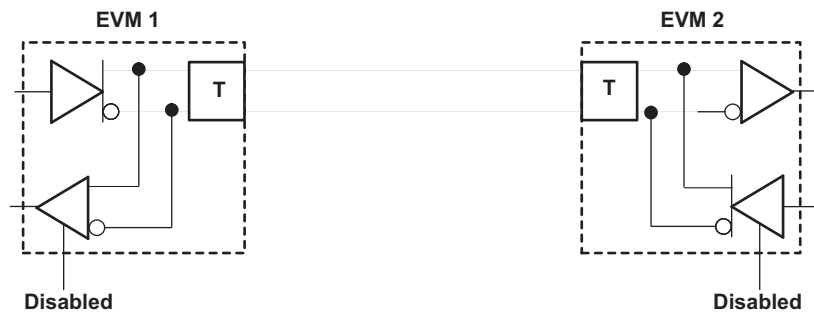 EVM 1
EVM 2
T
T
Disabled
Disabled